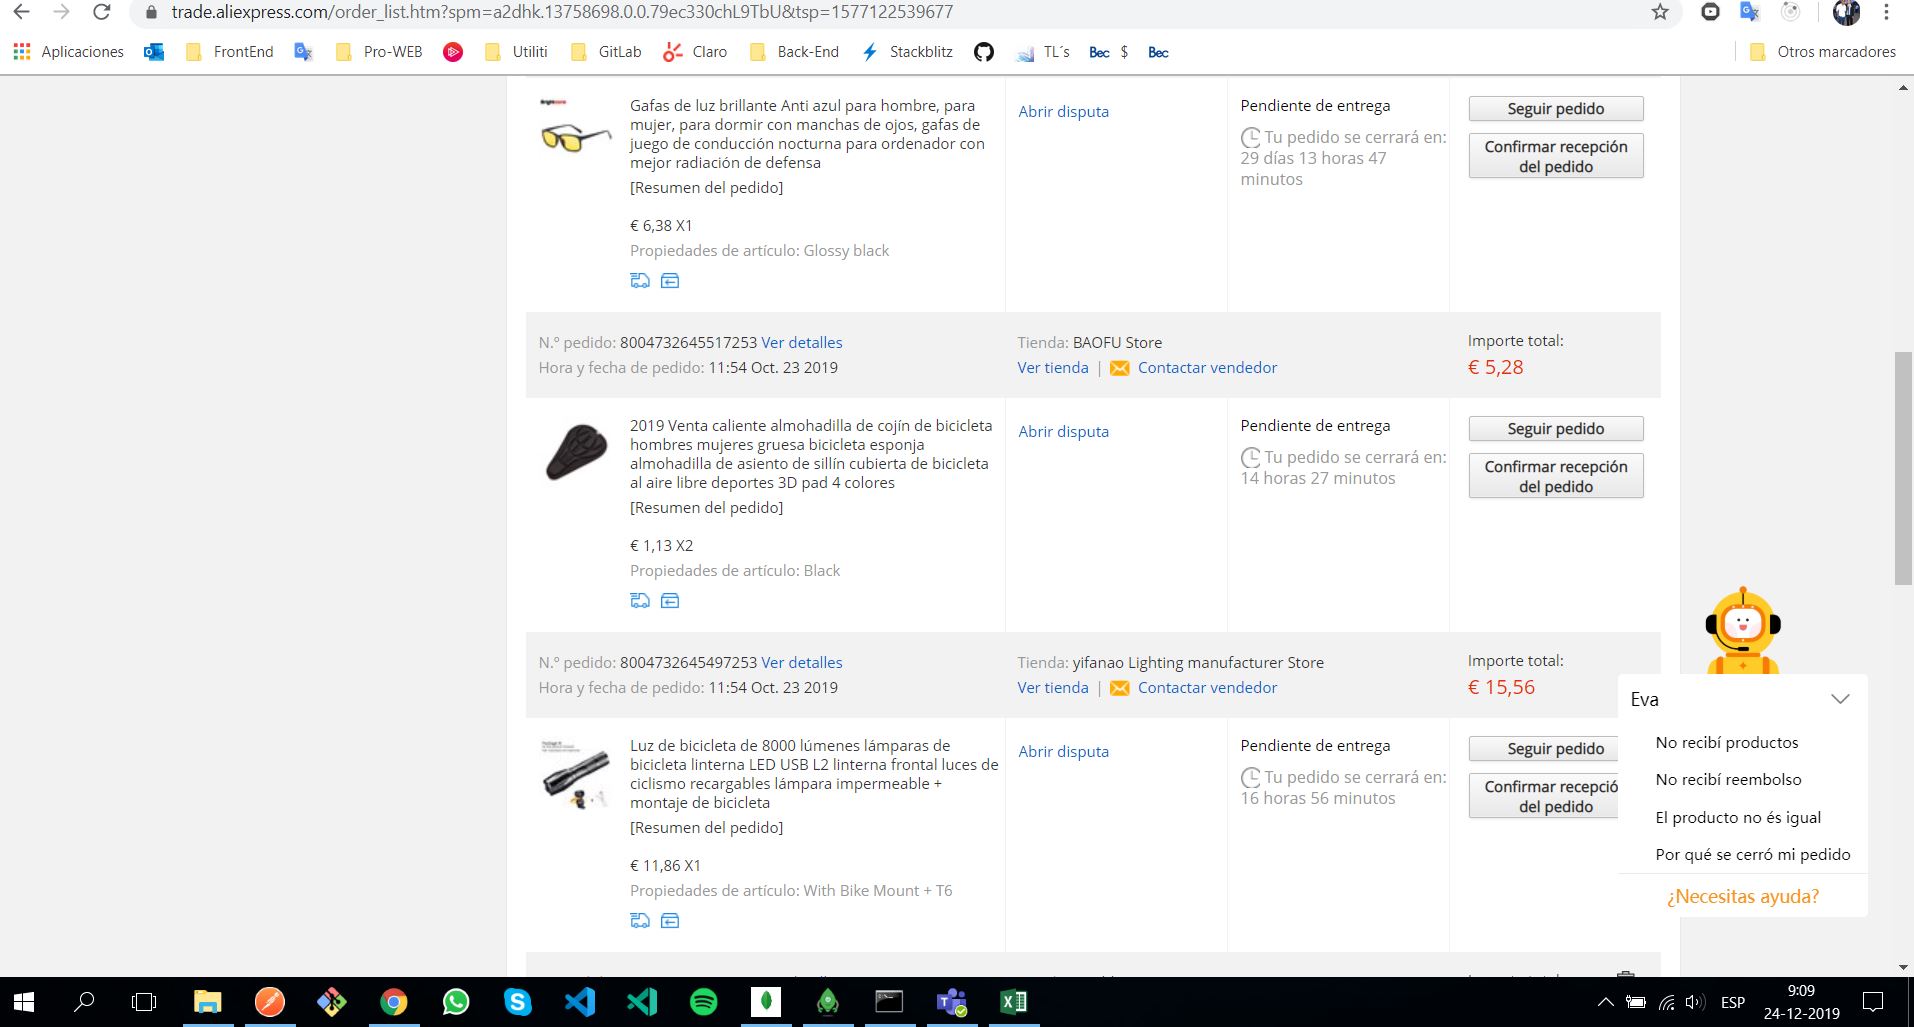 trade.aliexpress.com/order_list.htm?spm=a2dhk.13758698.0.0.79ec330chL9TbU&tsp=1577122539677
Aplicaciones FrontEnd Pro-WEB Utiliti GitLab Claro Back-End Stackblitz TL´s Bec $ Bec Otros marcadores
Gafas de luz brillante Anti azul para hombre, para
mujer, para dormir con manchas de ojos, gafas de
juego de conducción nocturna para ordenador con
mejor radiación de defensa
[Resumen del pedido]
€ 6,38 X1
Propiedades de artículo: Glossy black
Abrir disputa
Pendiente de entrega
Tu pedido se cerrará en:
29 días 13 horas 47
minutos
Seguir pedido
Confirmar recepción
del pedido
N.º pedido: 8004732645517253 Ver detalles
Hora y fecha de pedido: 11:54 Oct. 23 2019
Tienda: BAOFU Store
Ver tienda | Contactar vendedor
Importe total:
€ 5,28
2019 Venta caliente almohadilla de cojín de bicicleta
hombres mujeres gruesa bicicleta esponja
almohadilla de asiento de sillín cubierta de bicicleta
al aire libre deportes 3D pad 4 colores
[Resumen del pedido]
€ 1,13 X2
Propiedades de artículo: Black
Abrir disputa
Pendiente de entrega
Tu pedido se cerrará en:
14 horas 27 minutos
Seguir pedido
Confirmar recepción
del pedido
N.º pedido: 8004732645497253 Ver detalles
Hora y fecha de pedido: 11:54 Oct. 23 2019
Tienda: yifanao Lighting manufacturer Store
Ver tienda | Contactar vendedor
Importe total:
€ 15,56
Luz de bicicleta de 8000 lúmenes lámparas de
bicicleta linterna LED USB L2 linterna frontal luces de
ciclismo recargables lámpara impermeable +
montaje de bicicleta
[Resumen del pedido]
€ 11,86 X1
Propiedades de artículo: With Bike Mount + T6
Abrir disputa
Pendiente de entrega
Tu pedido se cerrará en:
16 horas 56 minutos
Seguir pedido
Confirmar recepció
del pedido
Eva
No recibí productos
No recibí reembolso
El producto no és igual
Por qué se cerró mi pedido
¿Necesitas ayuda?
ESP
9:09
24-12-2019